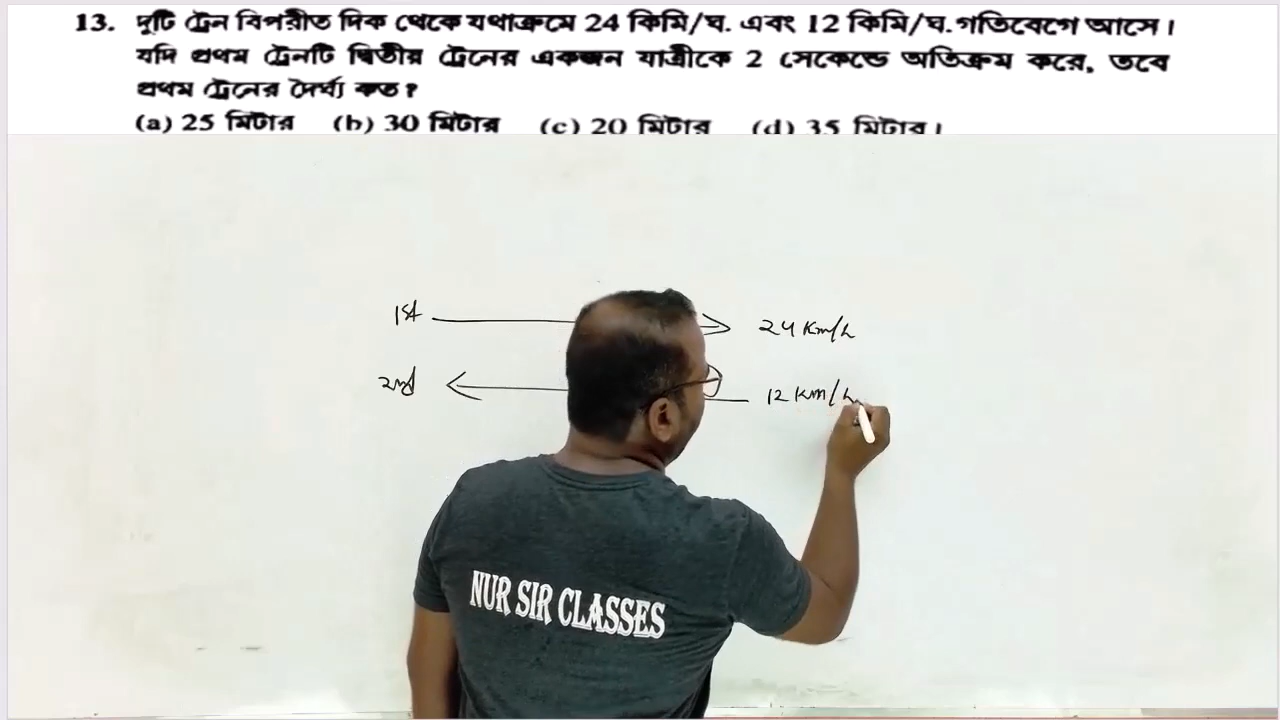 13. দুটি ট্রেন বিপরীত দিক থেকে যথাক্রমে 24 কিমি/ঘ. এবং 12 কিমি/ঘ. গতিবেগে আসে।
যদি প্রথম ট্রেনটি দ্বিতীয় ট্রেনের একজন যাত্রীকে 2 সেকেন্ডে অতিক্রম করে, তবে
প্রথম ট্রেনের দৈর্ঘ্য কত?
(a) 25 মিটার (b) 30 মিটার (c) 20 মিটার (d) 35 মিটার।
1st 24 Km/h
2nd 12 Km/h
NUR SIR CLASSES